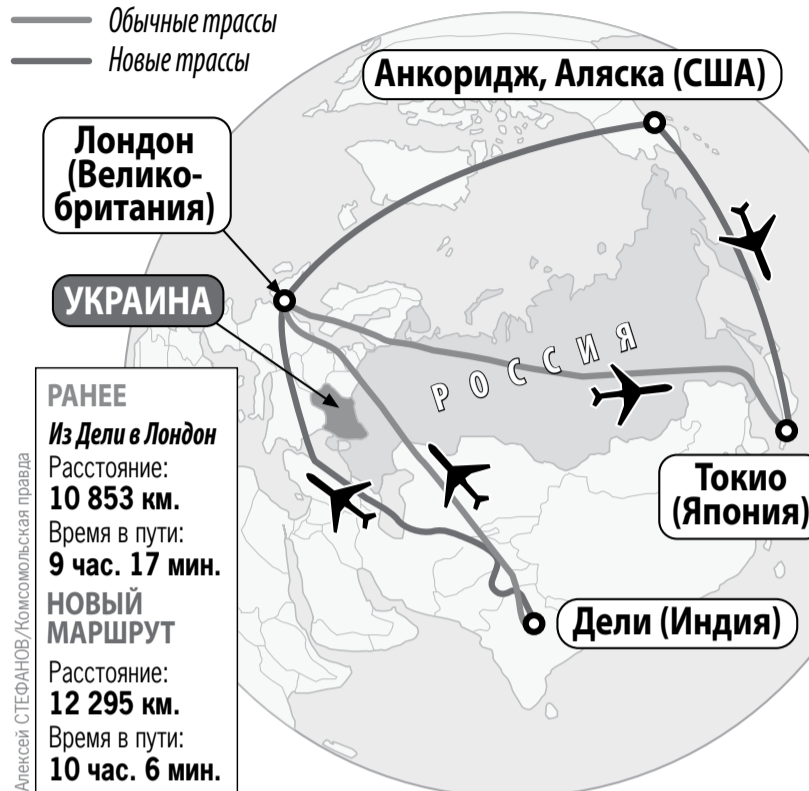 Обычные трассы
Новые трассы
Анкоридж, Аляска (США)
Лондон
(Велико-
британия)
УКРАИНА
РОССИЯ
Токио
(Япония)
Дели (Индия)
РАНЕЕ
Из Дели в Лондон
Расстояние:
10 853 км.
Время в пути:
9 час. 17 мин.
НОВЫЙ
МАРШРУТ
Расстояние:
12 295 км.
Время в пути:
10 час. 6 мин.
Алексей СТЕФАНОВ/Комсомольская правда